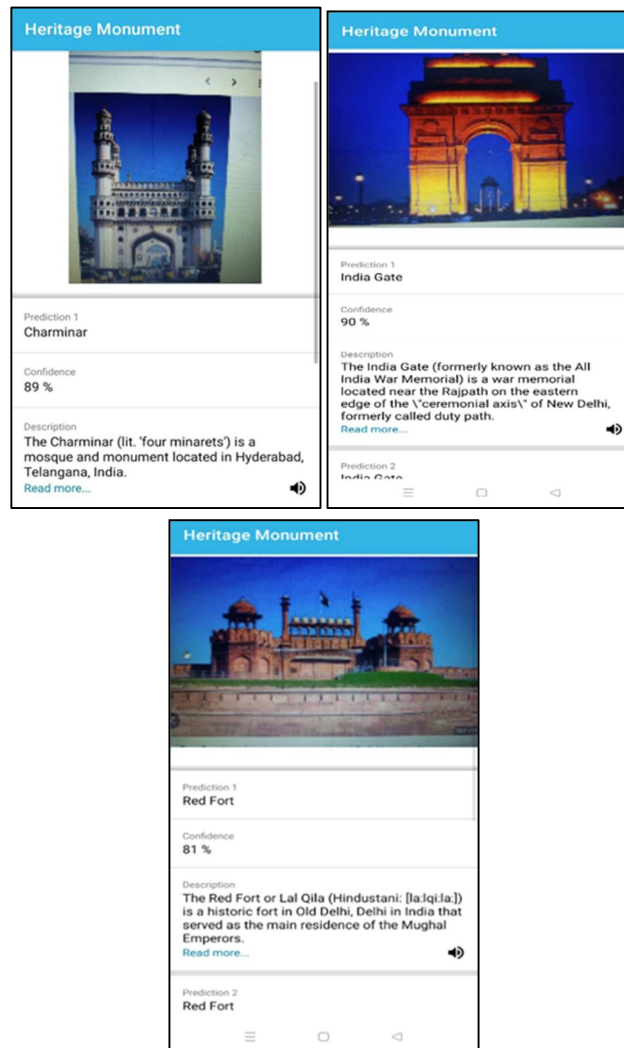 Heritage Monument
Prediction 1
Charminar
Confidence
89 %
Description
The Charminar (lit. 'four minarets') is a
mosque and monument located in Hyderabad,
Telangana, India.
Read more...
Heritage Monument
Prediction 1
India Gate
Confidence
90 %
Description
The India Gate (formerly known as the All
India War Memorial) is a war memorial
located near the Rajpath on the eastern
edge of the \"ceremonial axis\" of New Delhi,
formerly called duty path.
Read more...
Prediction 2
India Gate
Heritage Monument
Prediction 1
Red Fort
Confidence
81 %
Description
The Red Fort or Lal Qila (Hindustani: [la:lqi:la:])
is a historic fort in Old Delhi, Delhi in India that
served as the main residence of the Mughal
Emperors.
Read more...
Prediction 2
Red Fort